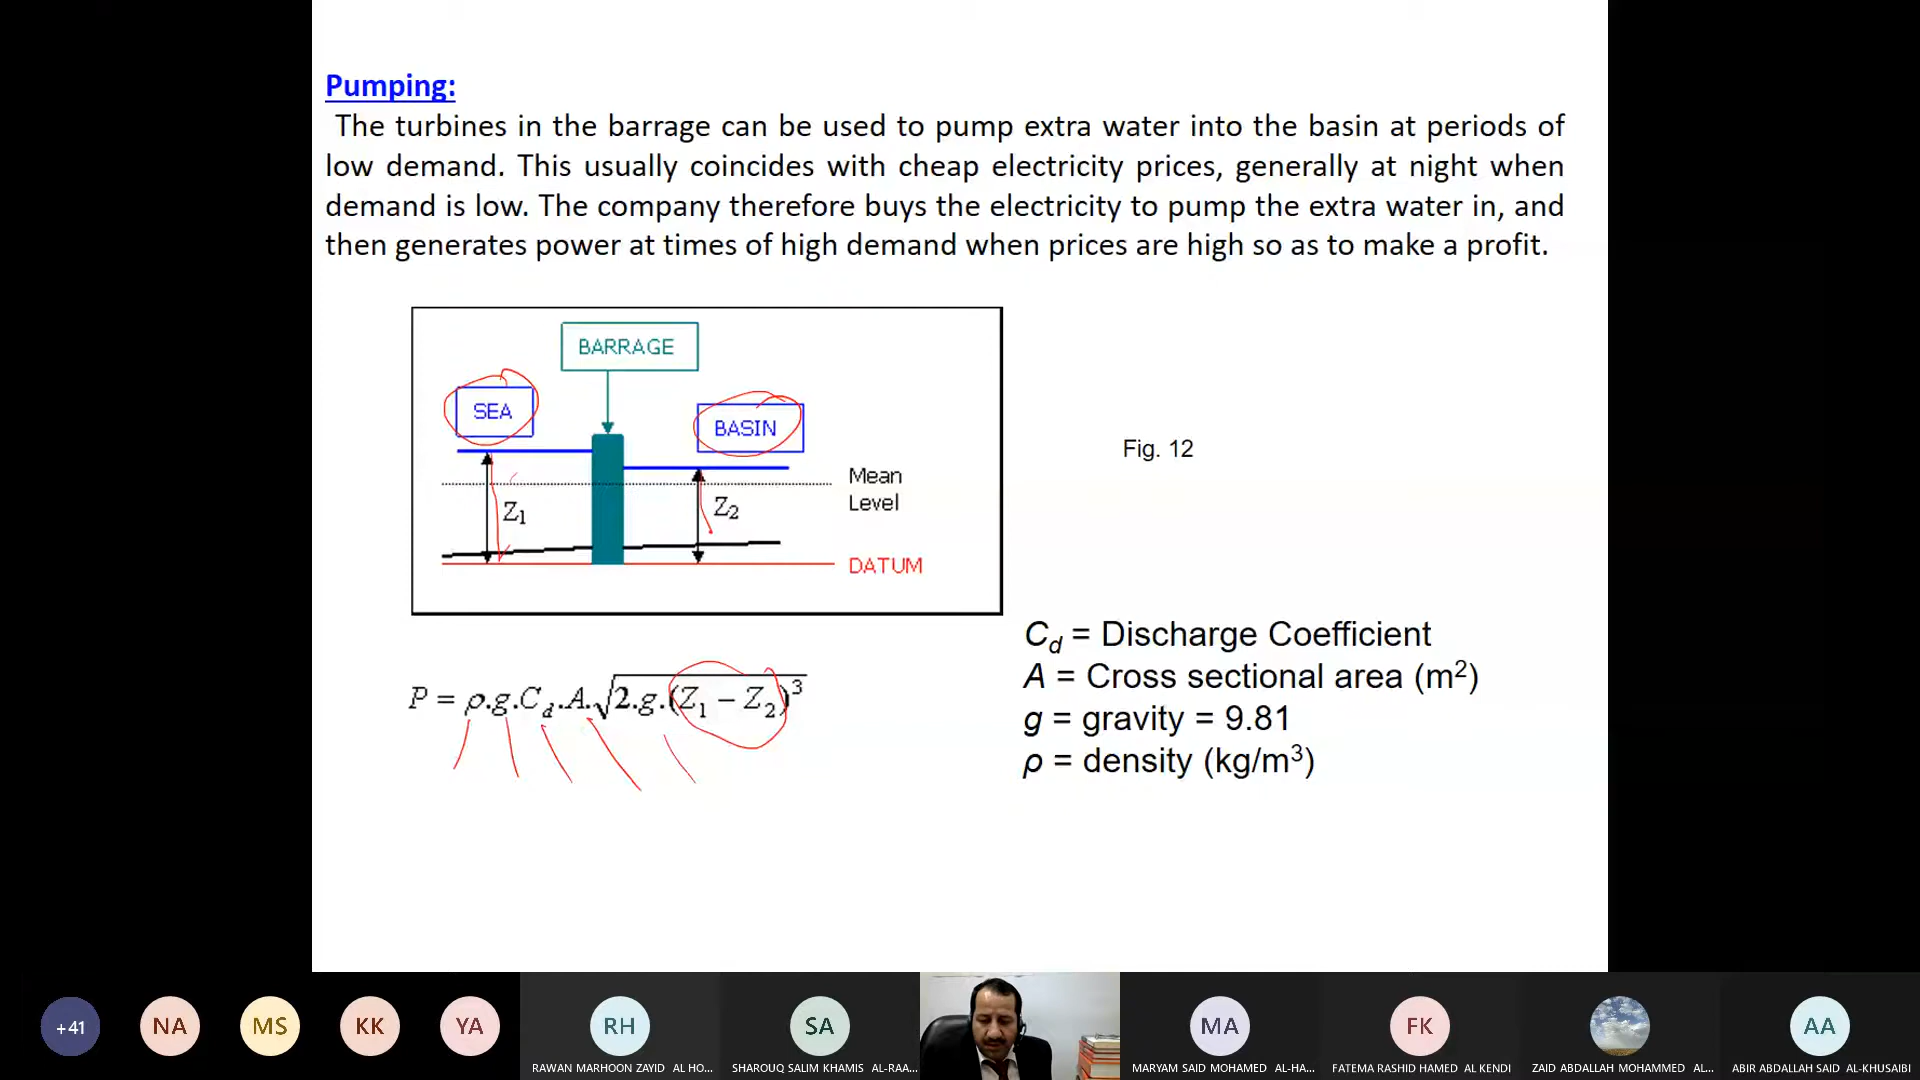 Pumping:
The turbines in the barrage can be used to pump extra water into the basin at periods of
low demand. This usually coincides with cheap electricity prices, generally at night when
demand is low. The company therefore buys the electricity to pump the extra water in, and
then generates power at times of high demand when prices are high so as to make a profit.
BARRAGE
SEA
BASIN
Mean
Level
Z₁
Z₂
DATUM
Fig. 12
P = ρ.g.C_d.A.√2.g.(Z₁ − Z₂)³
C_d = Discharge Coefficient
A = Cross sectional area (m²)
g = gravity = 9.81
ρ = density (kg/m³)
+41
NA
MS
KK
YA
RH
RAWAN MARHOON ZAYID AL HO...
SA
SHAROUQ SALIM KHAMIS AL-RAA...
MA
MARYAM SAID MOHAMED AL-HA...
FK
FATEMA RASHID HAMED AL KENDI
ZAID ABDALLAH MOHAMMED AL...
AA
ABIR ABDALLAH SAID AL-KHUSAIBI